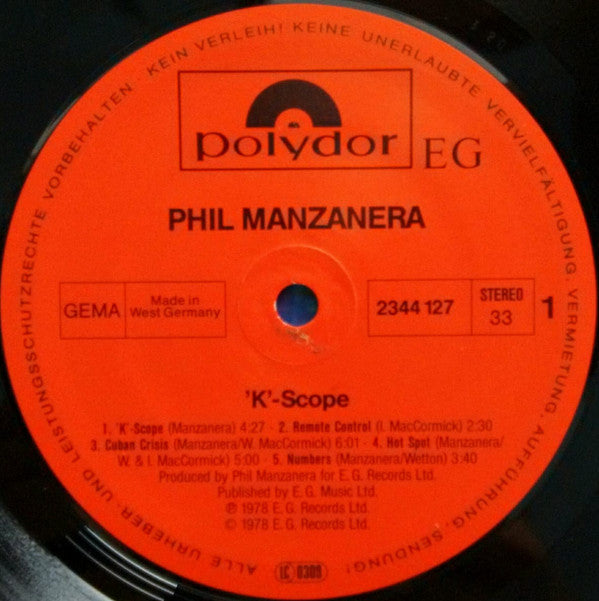 ALLE URHEBER- UND LEISTUNGSSCHUTZRECHTE VORBEHALTEN · KEIN VERLEIH! KEINE UNERLAUBTE VERVIELFÄLTIGUNG, VERMIETUNG, AUFFÜHRUNG, SENDUNG!
polydor
EG
PHIL MANZANERA
GEMA
Made in
West Germany
2344 127
STEREO
33
1
'K'-Scope
1. 'K'-Scope (Manzanera) 4:27 · 2. Remote Control (I. MacCormick) 2:30
3. Cuban Crisis (Manzanera/W. MacCormick) 6:01 · 4. Hot Spot (Manzanera/
W. & I. MacCormick) 5:00 · 5. Numbers (Manzanera/Wetton) 3:40
Produced by Phil Manzanera for E. G. Records Ltd.
Published by E. G. Music Ltd.
℗ 1978 E. G. Records Ltd.
© 1978 E. G. Records Ltd.
LC 0309